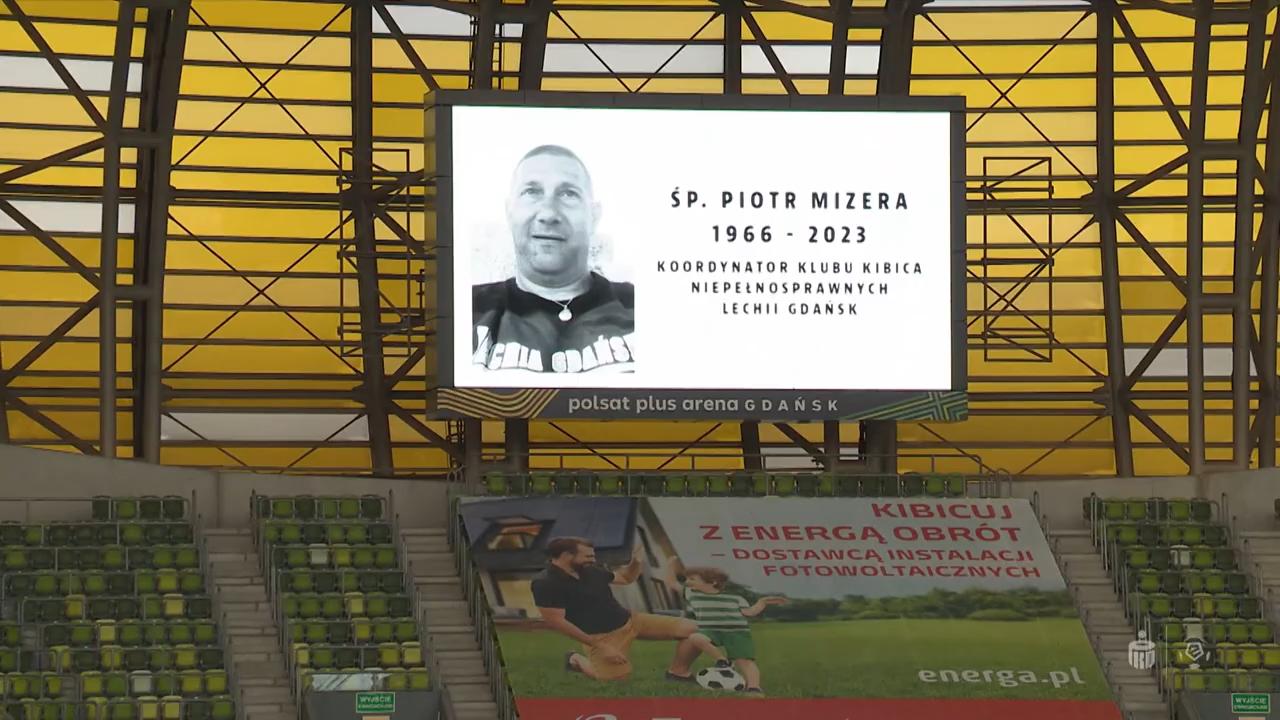 ŚP. PIOTR MIZERA
1966 - 2023
KOORDYNATOR KLUBU KIBICA
NIEPEŁNOSPRAWNYCH
LECHII GDAŃSK
polsat plus arena GDAŃSK
KIBICUJ
Z ENERGĄ OBRÓT
– DOSTAWCĄ INSTALACJI
FOTOWOLTAICZNYCH
energa.pl
WYJŚCIE